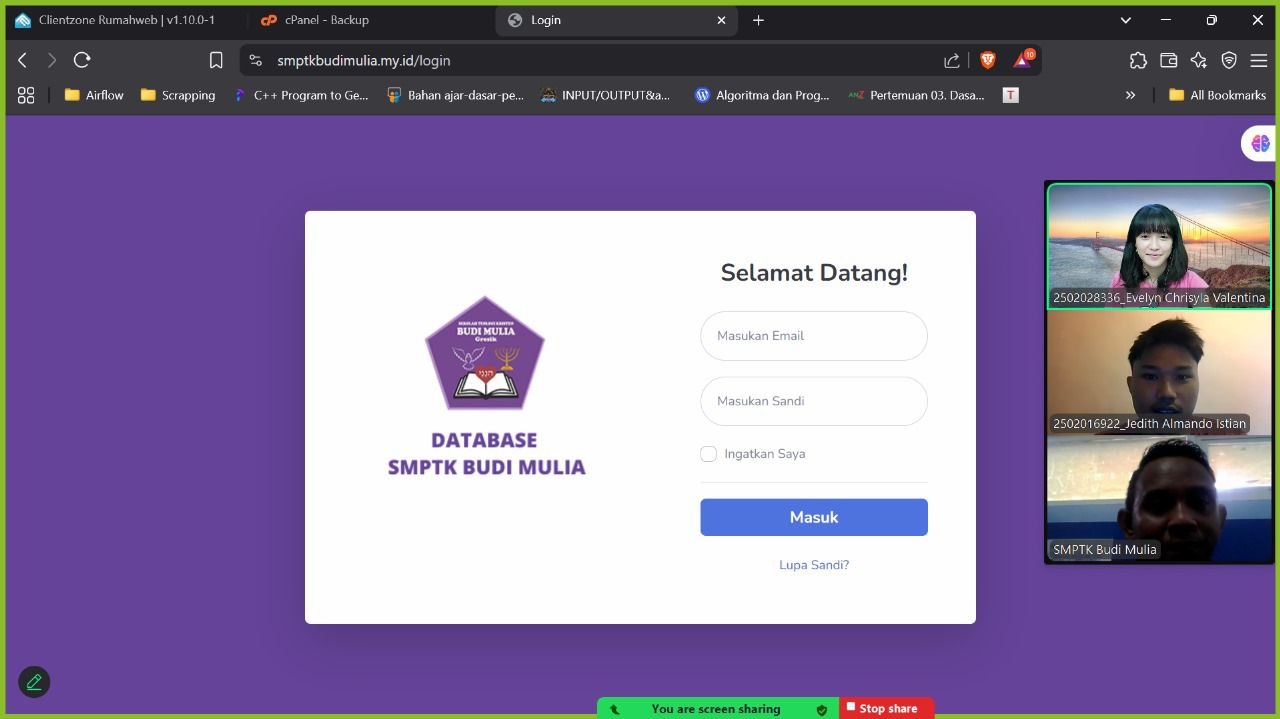 Clientzone Rumahweb | v1.10.0-1
cPanel - Backup
Login
smptkbudimulia.my.id/login
10
Airflow
Scrapping
C++ Program to Ge...
Bahan ajar-dasar-pe...
INPUT/OUTPUT&a...
Algoritma dan Prog...
Pertemuan 03. Dasa...
T
All Bookmarks
SEKOLAH TEOLOGI KRISTEN
BUDI MULIA
Gresik
DATABASE
SMPTK BUDI MULIA
Selamat Datang!
Masukan Email
Masukan Sandi
Ingatkan Saya
Masuk
Lupa Sandi?
2502028336_Evelyn Chrisyla Valentina
2502016922_Jedith Almando Istian
SMPTK Budi Mulia
You are screen sharing
Stop share